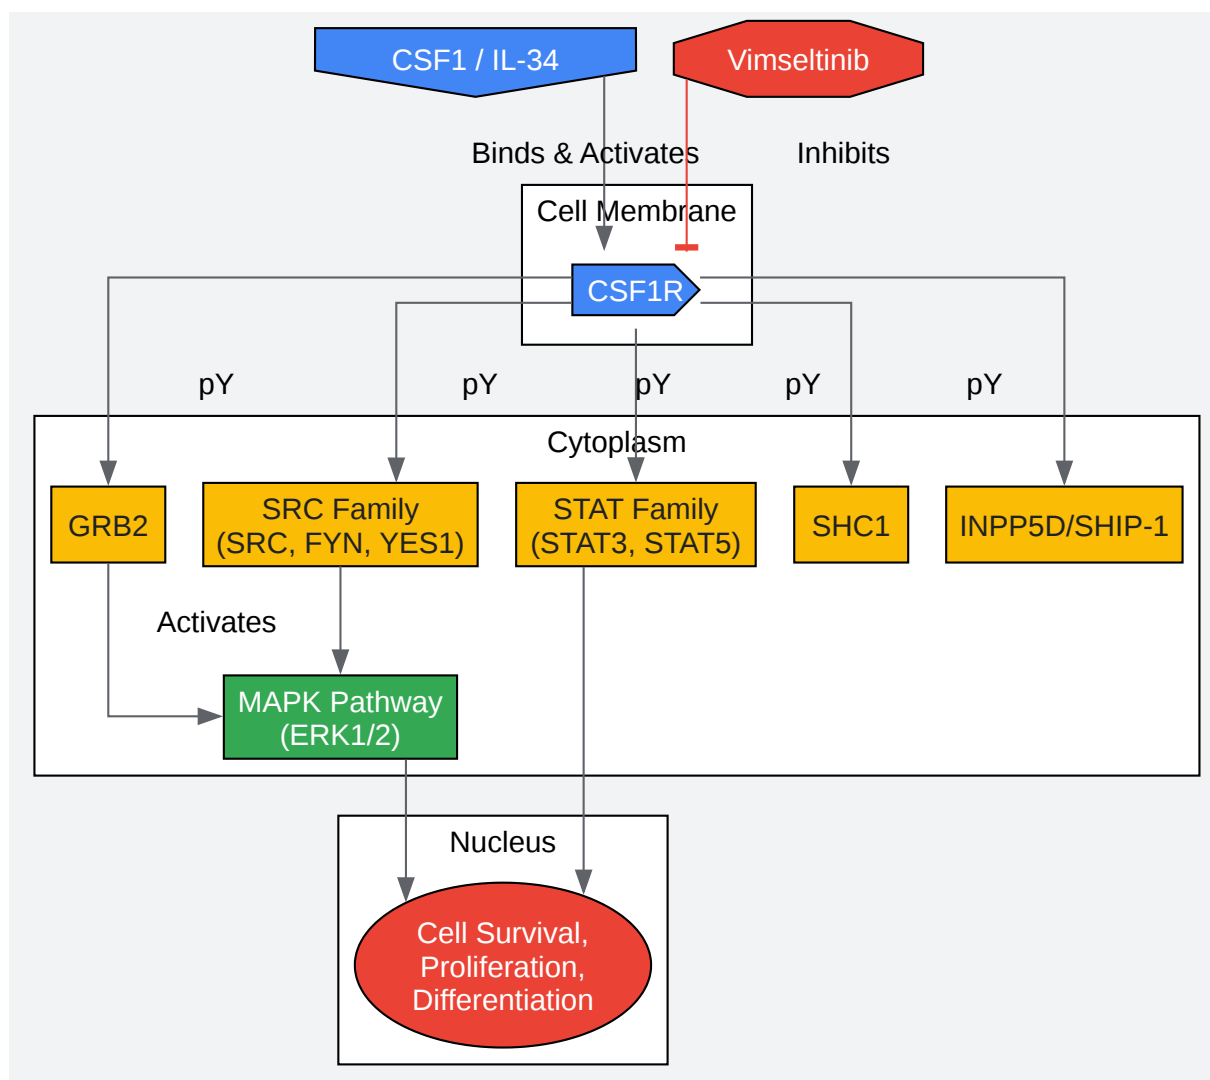 CSF1 / IL-34
Vimseltinib
Binds & Activates
Inhibits
Cell Membrane
CSF1R
pY
pY
pY
pY
pY
Cytoplasm
GRB2
SRC Family
(SRC, FYN, YES1)
STAT Family
(STAT3, STAT5)
SHC1
INPP5D/SHIP-1
Activates
MAPK Pathway
(ERK1/2)
Nucleus
Cell Survival,
Proliferation,
Differentiation